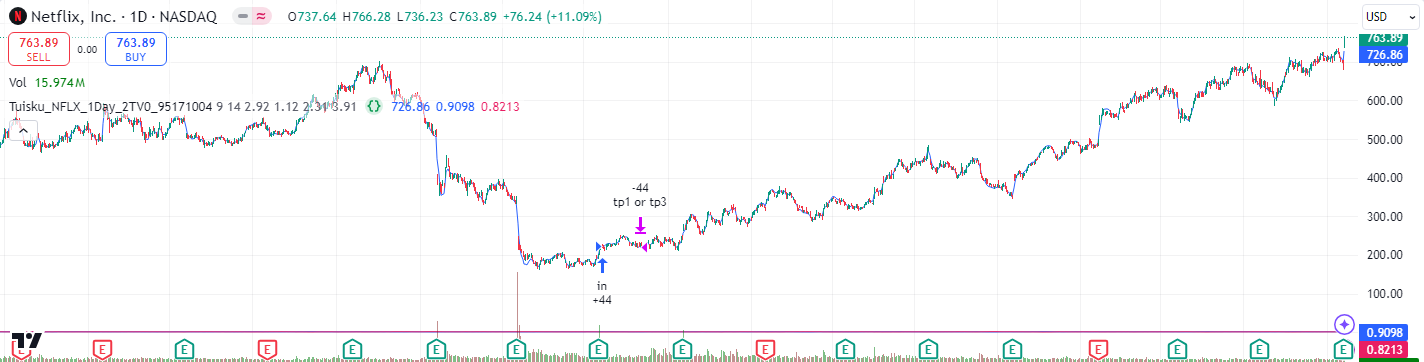 Netflix, Inc. · 1D · NASDAQ O737.64 H766.28 L736.23 C763.89 +76.24 (+11.09%)
USD
763.89
SELL
0.00
763.89
BUY
763.89
726.86
Vol 15.974M
Tuisku_NFLX_1Day_2TV0_95171004 9 14 2.92 1.12 2.31 3.91 {} 726.86 0.9098 0.8213
700.00
600.00
500.00
400.00
300.00
200.00
100.00
-44
tp1 or tp3
in
+44
0.9098
0.8213
E E E E E E E E E E E E E E E E E